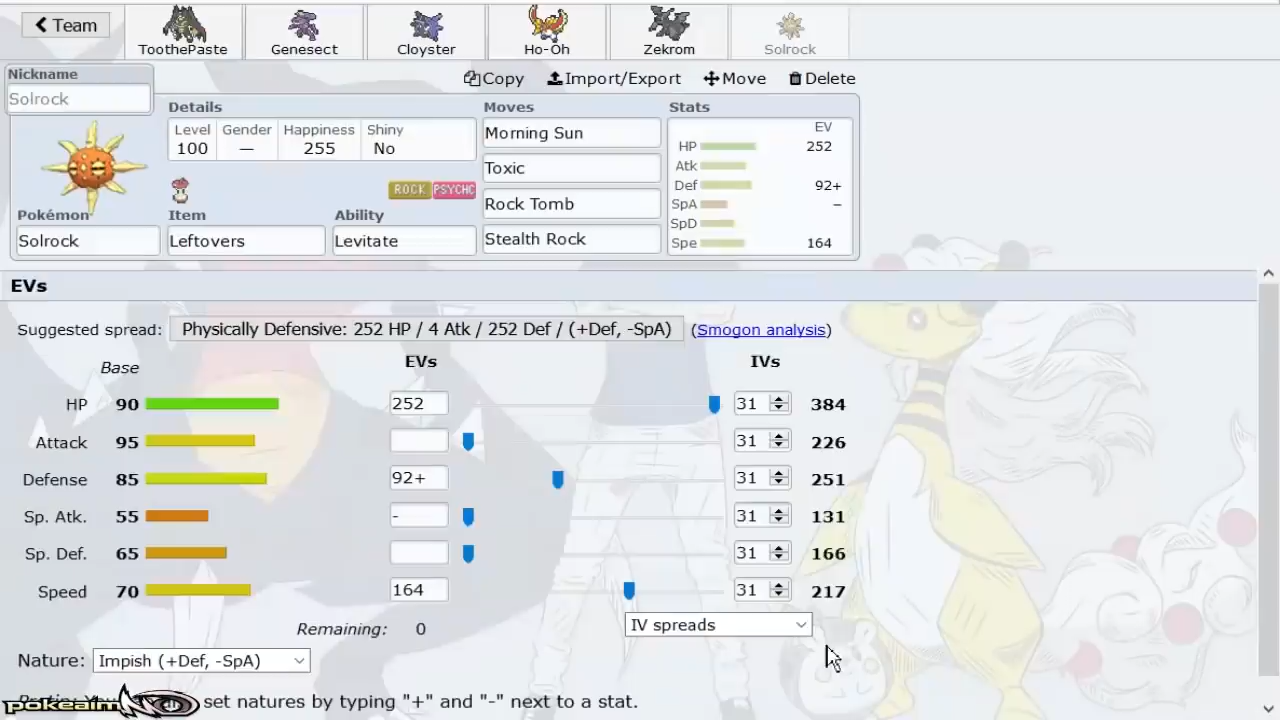 Team
ToothePaste
Genesect
Cloyster
Ho-Oh
Zekrom
Solrock
Nickname
Solrock
Copy
Import/Export
Move
Delete
Details
Level Gender Happiness Shiny
100 — 255 No
ROCK PSYCHC
Pokémon Item Ability
Solrock Leftovers Levitate
Moves
Morning Sun
Toxic
Rock Tomb
Stealth Rock
Stats
EV
HP 252
Atk
Def 92+
SpA –
SpD
Spe 164
EVs
Suggested spread: Physically Defensive: 252 HP / 4 Atk / 252 Def / (+Def, -SpA) (Smogon analysis)
Base EVs IVs
HP 90 252 31 384
Attack 95 31 226
Defense 85 92+ 31 251
Sp. Atk. 55 - 31 131
Sp. Def. 65 31 166
Speed 70 164 31 217
Remaining: 0 IV spreads
Nature: Impish (+Def, -SpA)
set natures by typing "+" and "-" next to a stat.
pokeaim